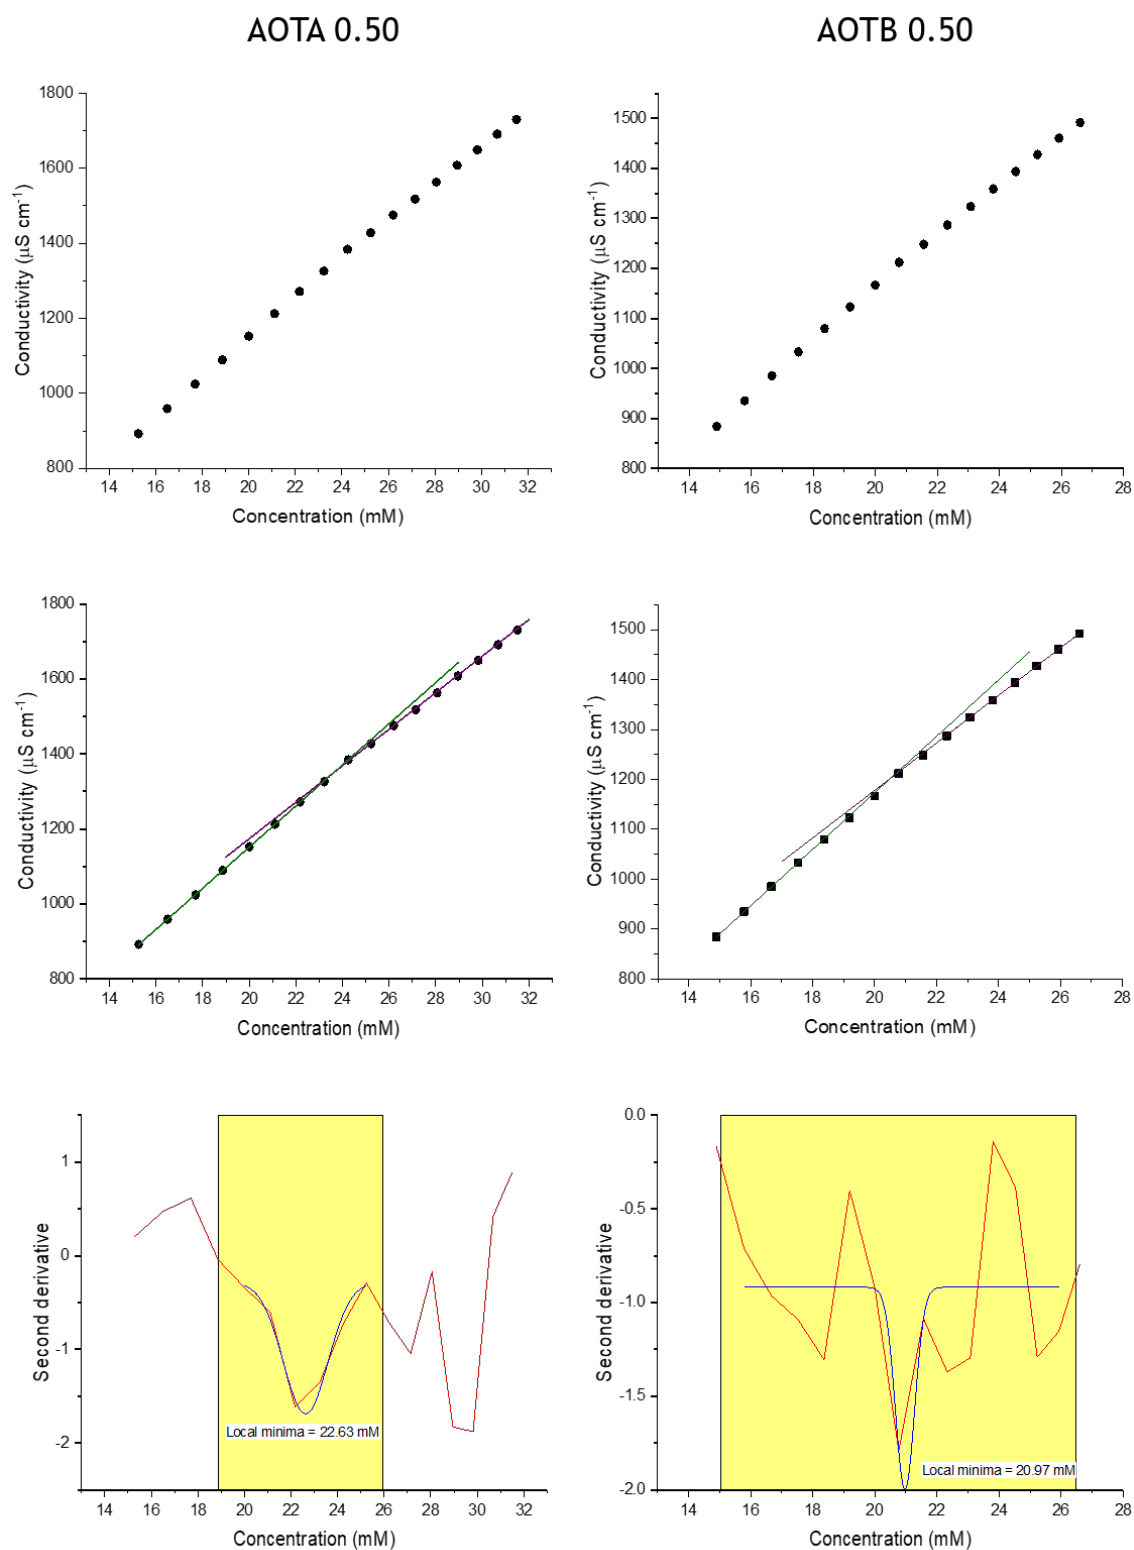 AOTA 0.50
AOTB 0.50
1800
1600
1400
1200
1000
800
Conductivity (μS cm⁻¹)
14 16 18 20 22 24 26 28 30 32
Concentration (mM)
1500
1400
1300
1200
1100
1000
900
800
Conductivity (μS cm⁻¹)
14 16 18 20 22 24 26 28
Concentration (mM)
1800
1600
1400
1200
1000
800
Conductivity (μS cm⁻¹)
14 16 18 20 22 24 26 28 30 32
Concentration (mM)
1500
1400
1300
1200
1100
1000
900
800
Conductivity (μS cm⁻¹)
14 16 18 20 22 24 26 28
Concentration (mM)
1
0
-1
-2
Second derivative
Local minima = 22.63 mM
14 16 18 20 22 24 26 28 30 32
Concentration (mM)
0.0
-0.5
-1.0
-1.5
-2.0
Second derivative
Local minima = 20.97 mM
14 16 18 20 22 24 26 28
Concentration (mM)